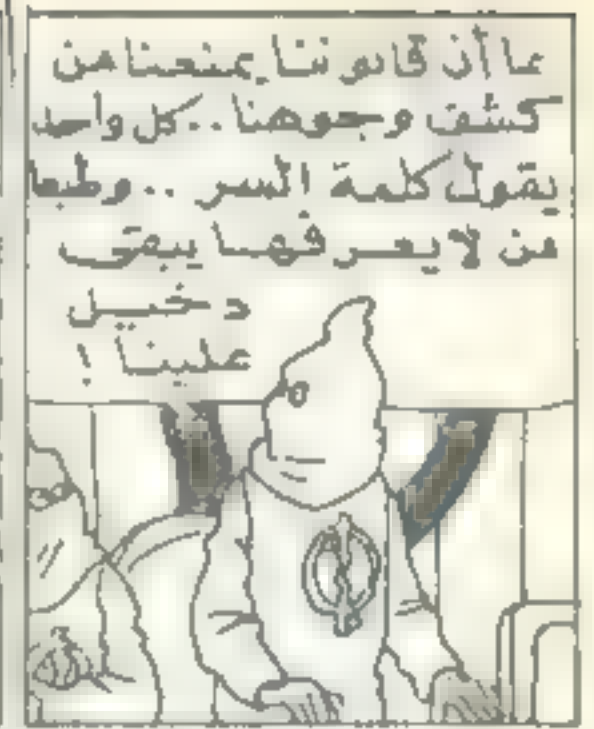 بما أن قانوننا يمنعنا من
كشف وجوهنا .. كل واحد
يقول كلمة السر .. وطبعا
من لا يعرفها يبقى
دخيل
علينا !